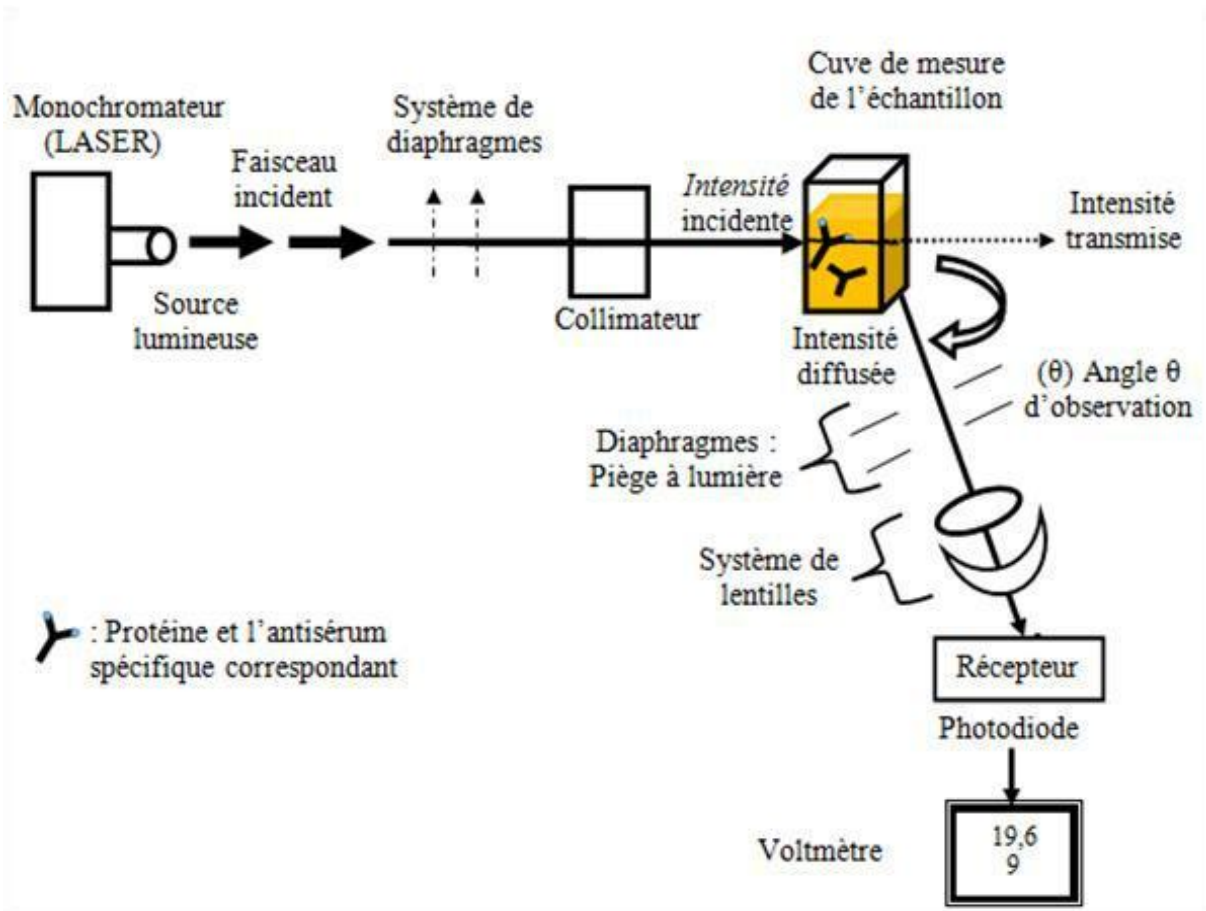 Monochromateur
(LASER)
Faisceau
incident
Source
lumineuse
Système de
diaphragmes
Collimateur
Intensité
incidente
Cuve de mesure
de l’échantillon
Intensité
transmise
Intensité
diffusée
(θ) Angle θ
d’observation
Diaphragmes :
Piège à lumière
Système de
lentilles
: Protéine et l’antisérum
spécifique correspondant
Récepteur
Photodiode
Voltmètre
19,6
9